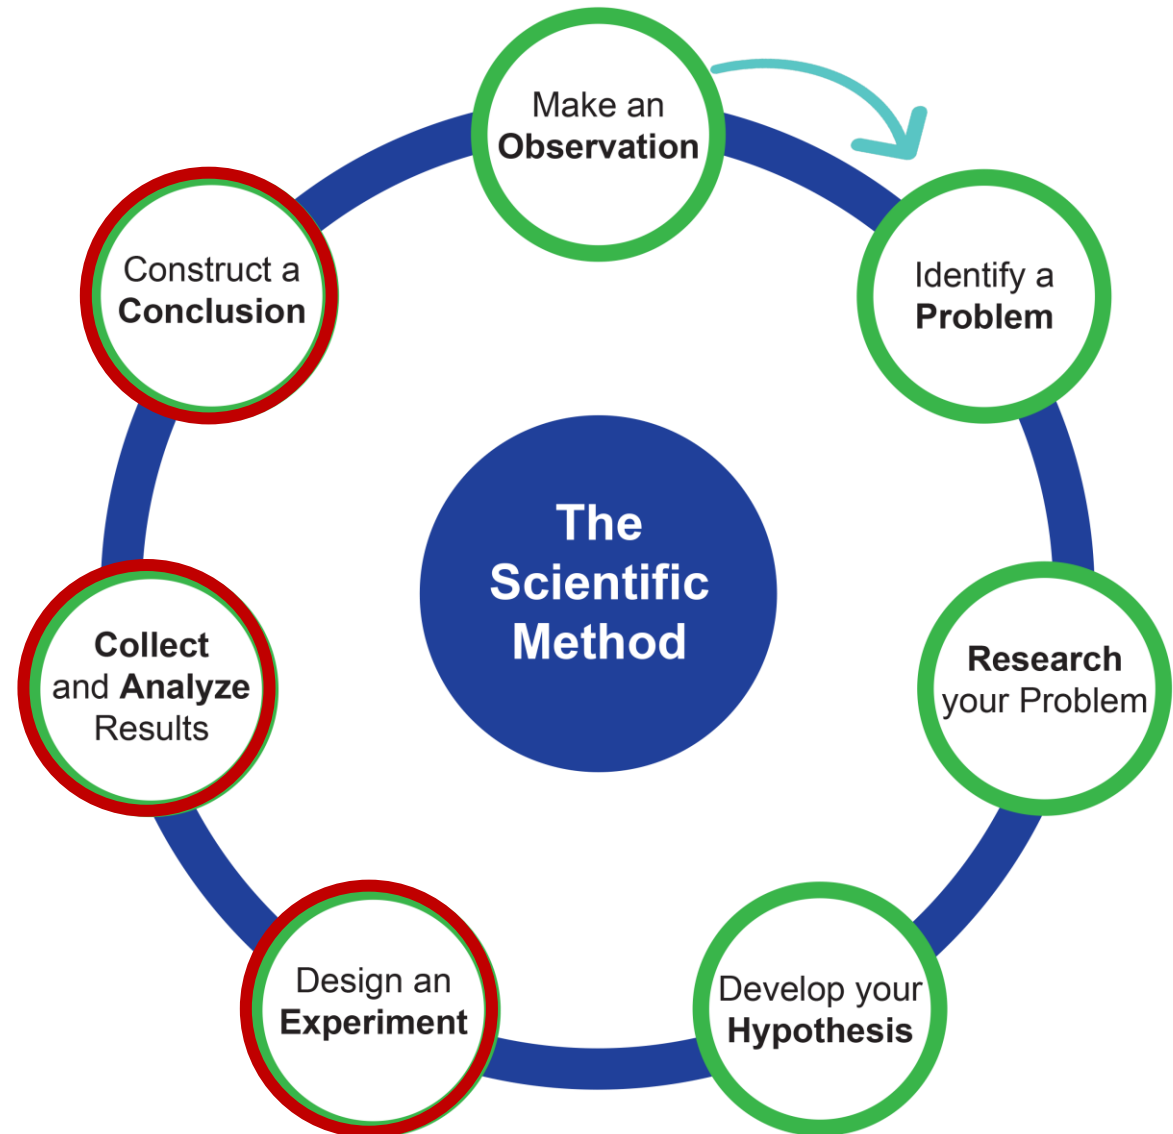 Make an
Observation
Identify a
Problem
Research
your Problem
Develop your
Hypothesis
Design an
Experiment
Collect
and Analyze
Results
Construct a
Conclusion
The
Scientific
Method